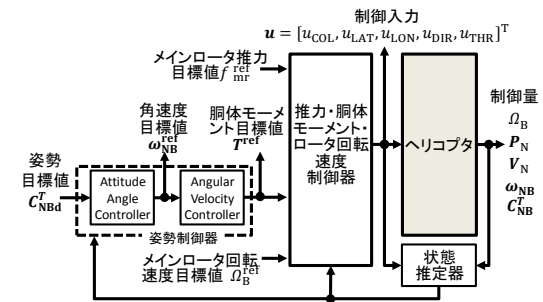 制御入力
u = [u_COL, u_LAT, u_LON, u_DIR, u_THR]^T
メインロータ推力
目標値f_mr^ref
角速度
目標値
ω_NB^ref
胴体モーメ
ント目標値
T^ref
推力・胴体
モーメント・
ロータ回転
速度
制御器
ヘリコプタ
制御量
Ω_B
P_N
V_N
ω_NB
C_NB^T
姿勢
目標値
C_NBd^T
Attitude
Angle
Controller
Angular
Velocity
Controller
姿勢制御器
メインロータ回転
速度目標値 Ω_B^ref
状態
推定器